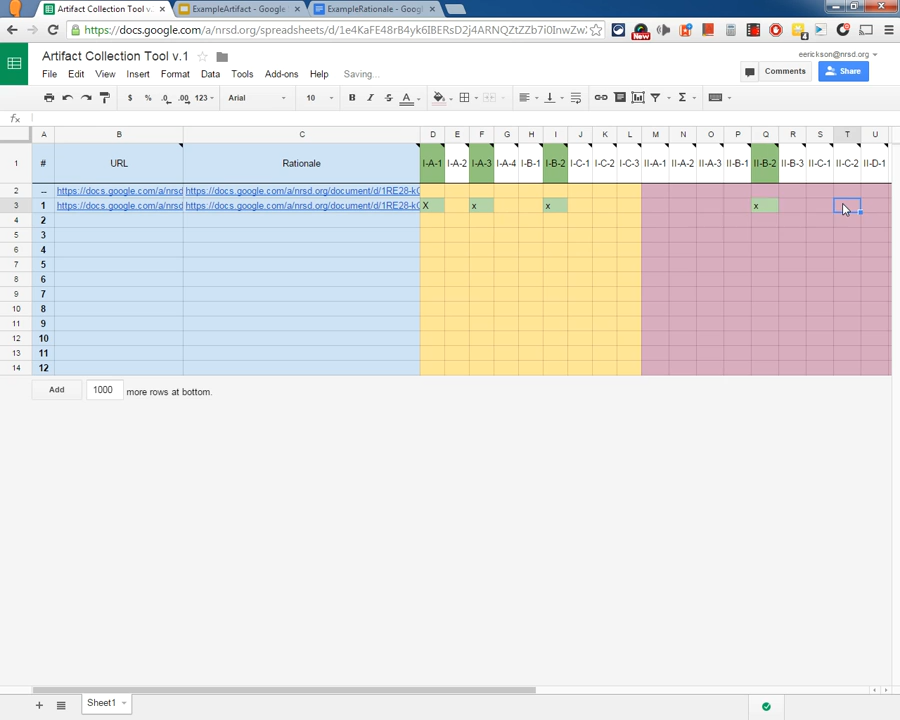 Artifact Collection Tool v. × ExampleArtifact - Google × ExampleRationale - Goog ×
https://docs.google.com/a/nrsd.org/spreadsheets/d/1e4KaFE48rB4yk6IBERsD2j4ARNQZtZZb7i0InwZw
New 4
Artifact Collection Tool v.1
eerickson@nrsd.org
File Edit View Insert Format Data Tools Add-ons Help Saving...
Comments Share
$ % .0 .00 123 Arial 10 B I S A Σ
fx
A B C D E F G H I J K L M N O P Q R S T U
1 # URL Rationale I-A-1 I-A-2 I-A-3 I-A-4 I-B-1 I-B-2 I-C-1 I-C-2 I-C-3 II-A-1 II-A-2 II-A-3 II-B-1 II-B-2 II-B-3 II-C-1 II-C-2 II-D-1
2 -- https://docs.google.com/a/nrsd https://docs.google.com/a/nrsd.org/document/d/1RE28-kC
3 1 https://docs.google.com/a/nrsd https://docs.google.com/a/nrsd.org/document/d/1RE28-kC X x x x
4 2
5 3
6 4
7 5
8 6
9 7
10 8
11 9
12 10
13 11
14 12
Add 1000 more rows at bottom.
+ Sheet1